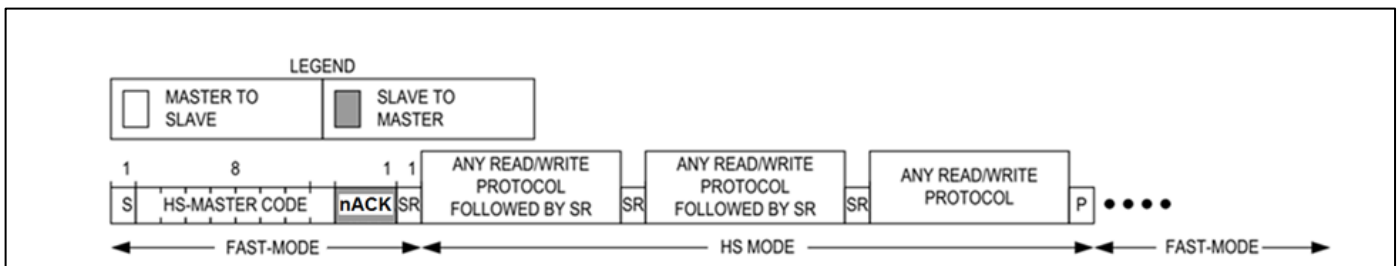 LEGEND
MASTER TO
SLAVE
SLAVE TO
MASTER
1 8 1 1
S HS-MASTER CODE nACK SR
ANY READ/WRITE
PROTOCOL
FOLLOWED BY SR
SR
ANY READ/WRITE
PROTOCOL
FOLLOWED BY SR
SR
ANY READ/WRITE
PROTOCOL
P
FAST-MODE HS MODE FAST-MODE